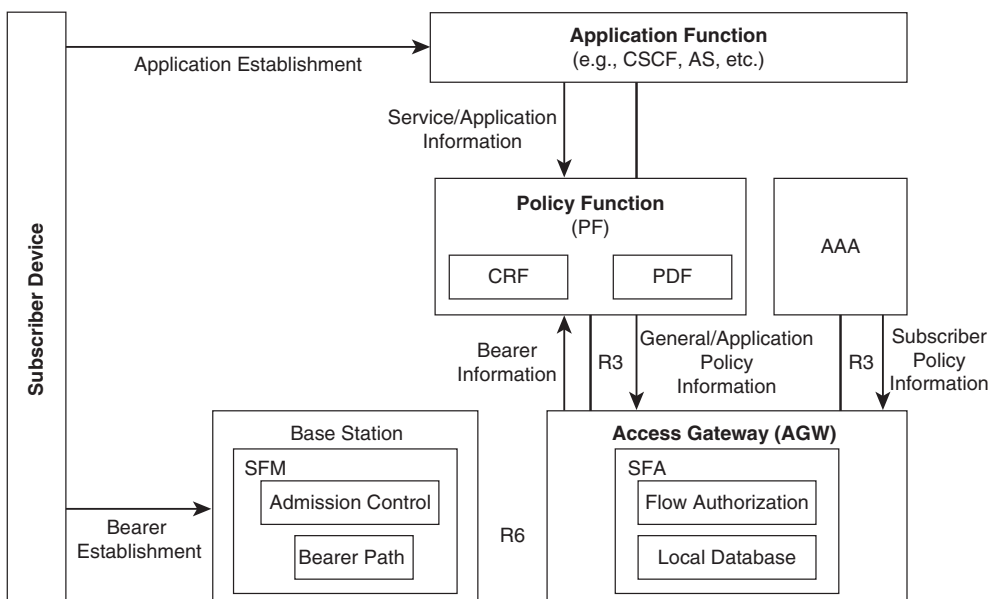 Subscriber Device
Application Function
(e.g., CSCF, AS, etc.)
Application Establishment
Service/Application
Information
Policy Function
(PF)
CRF
PDF
AAA
Bearer
Information
R3
General/Application
Policy
Information
R3
Subscriber
Policy
Information
Base Station
SFM
Admission Control
Bearer Path
Bearer
Establishment
R6
Access Gateway (AGW)
SFA
Flow Authorization
Local Database